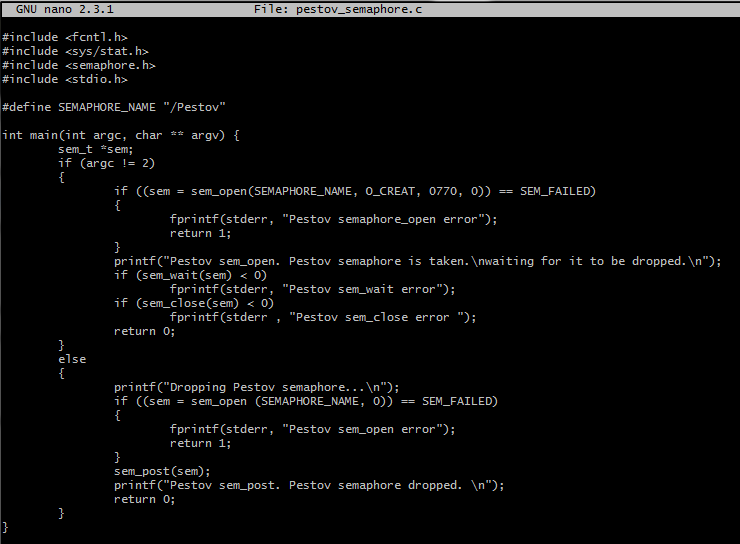 GNU nano 2.3.1 File: pestov_semaphore.c
#include <fcntl.h>
#include <sys/stat.h>
#include <semaphore.h>
#include <stdio.h>
#define SEMAPHORE_NAME "/Pestov"
int main(int argc, char ** argv) {
sem_t *sem;
if (argc != 2)
{
if ((sem = sem_open(SEMAPHORE_NAME, O_CREAT, 0770, 0)) == SEM_FAILED)
{
fprintf(stderr, "Pestov semaphore_open error");
return 1;
}
printf("Pestov sem_open. Pestov semaphore is taken.\nwaiting for it to be dropped.\n");
if (sem_wait(sem) < 0)
fprintf(stderr, "Pestov sem_wait error");
if (sem_close(sem) < 0)
fprintf(stderr , "Pestov sem_close error ");
return 0;
}
else
{
printf("Dropping Pestov semaphore...\n");
if ((sem = sem_open (SEMAPHORE_NAME, 0)) == SEM_FAILED)
{
fprintf(stderr, "Pestov sem_open error");
return 1;
}
sem_post(sem);
printf("Pestov sem_post. Pestov semaphore dropped. \n");
return 0;
}
}